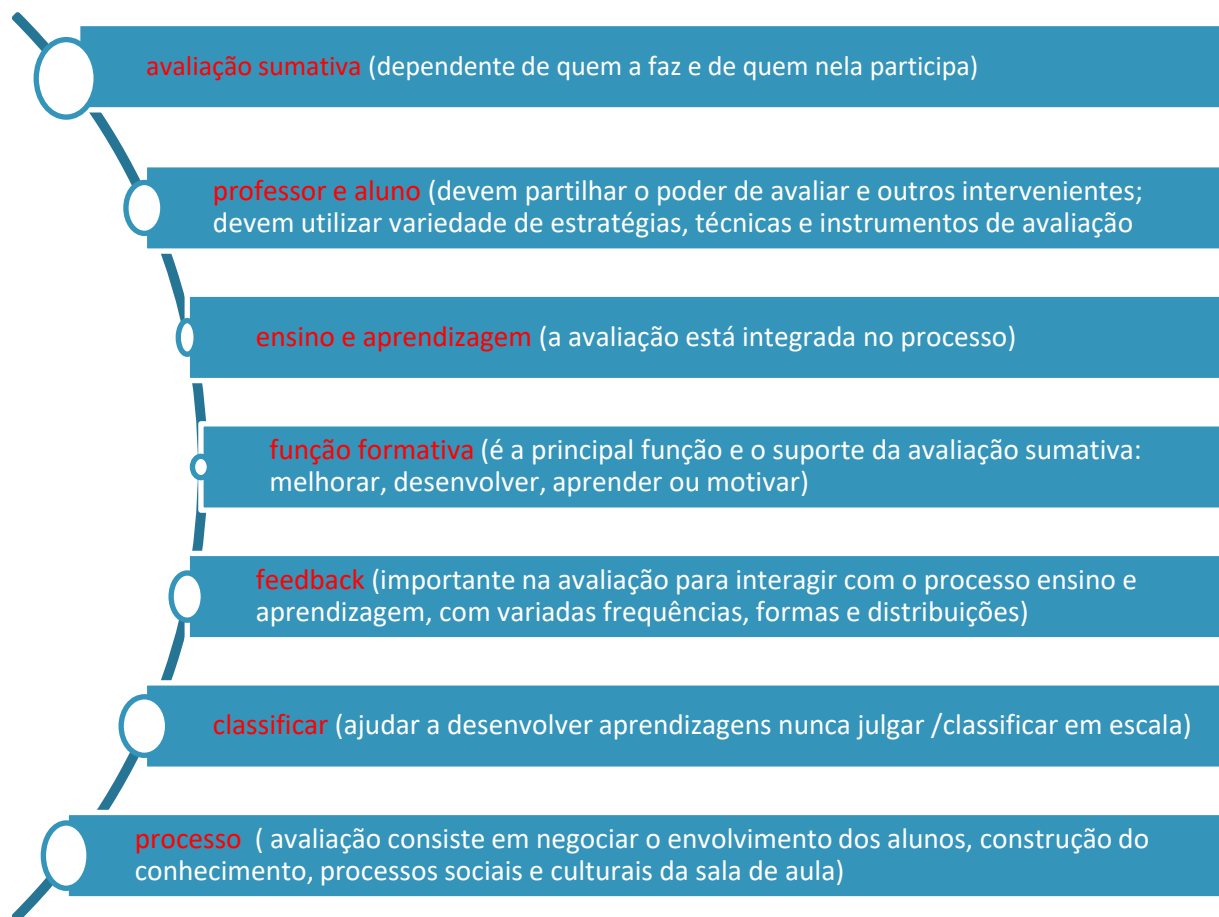 avaliação sumativa (dependente de quem a faz e de quem nela participa)
professor e aluno (devem partilhar o poder de avaliar e outros intervenientes;
devem utilizar variedade de estratégias, técnicas e instrumentos de avaliação
ensino e aprendizagem (a avaliação está integrada no processo)
função formativa (é a principal função e o suporte da avaliação sumativa:
melhorar, desenvolver, aprender ou motivar)
feedback (importante na avaliação para interagir com o processo ensino e
aprendizagem, com variadas frequências, formas e distribuições)
classificar (ajudar a desenvolver aprendizagens nunca julgar /classificar em escala)
processo ( avaliação consiste em negociar o envolvimento dos alunos, construção do
conhecimento, processos sociais e culturais da sala de aula)